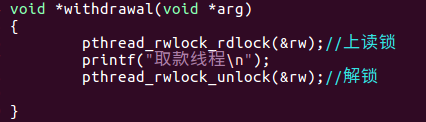 void *withdrawal(void *arg)
{
        pthread_rwlock_rdlock(&rw);//上读锁
        printf("取款线程\n");
        pthread_rwlock_unlock(&rw);//解锁
}